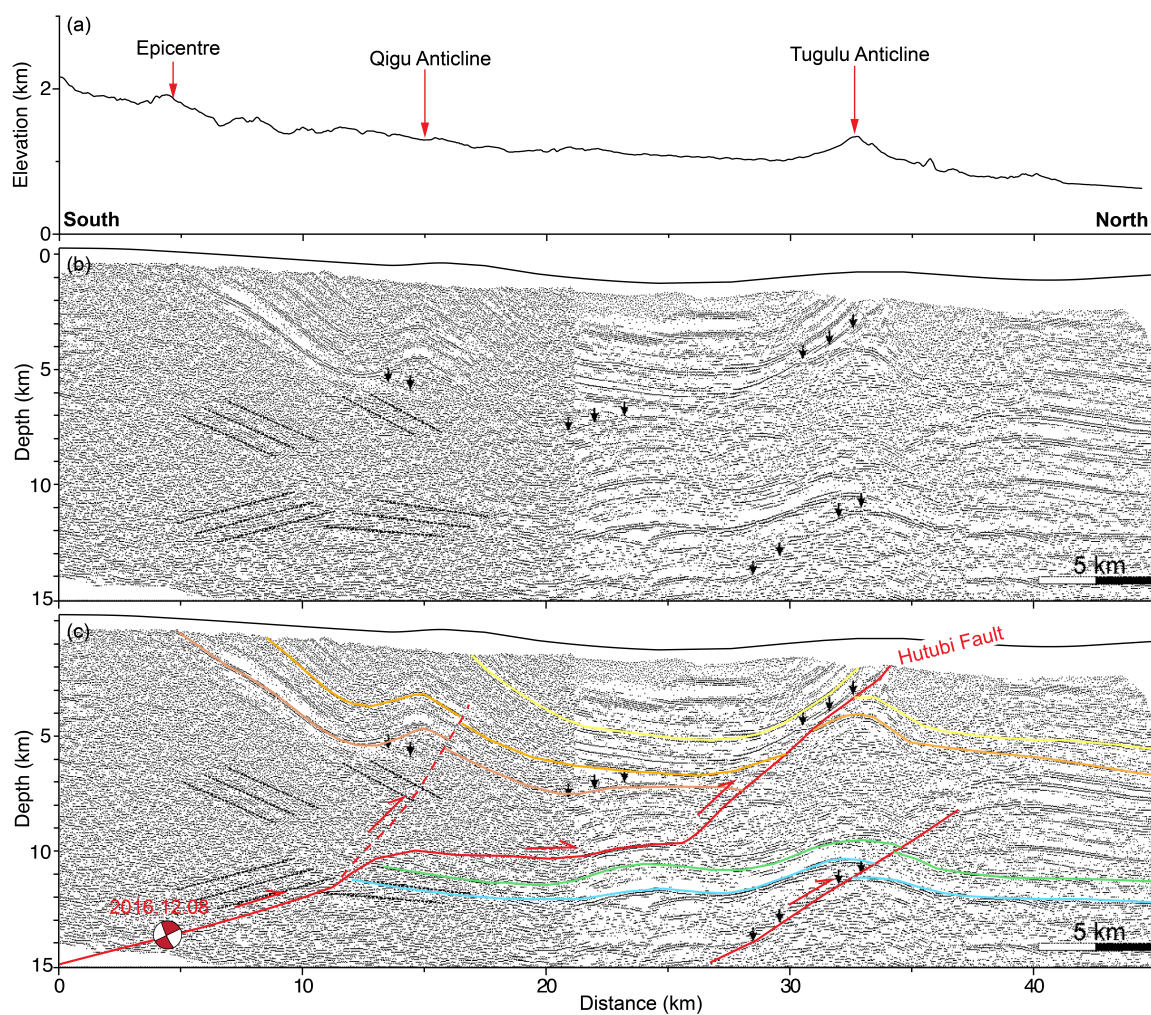 (a)
Epicentre
Qigu Anticline
Tugulu Anticline
Elevation (km)
2
0
South
North
(b)
Depth (km)
0
5
10
15
5 km
(c)
Hutubi Fault
Depth (km)
5
10
15
2016.12.08
5 km
0
10
20
30
40
Distance (km)